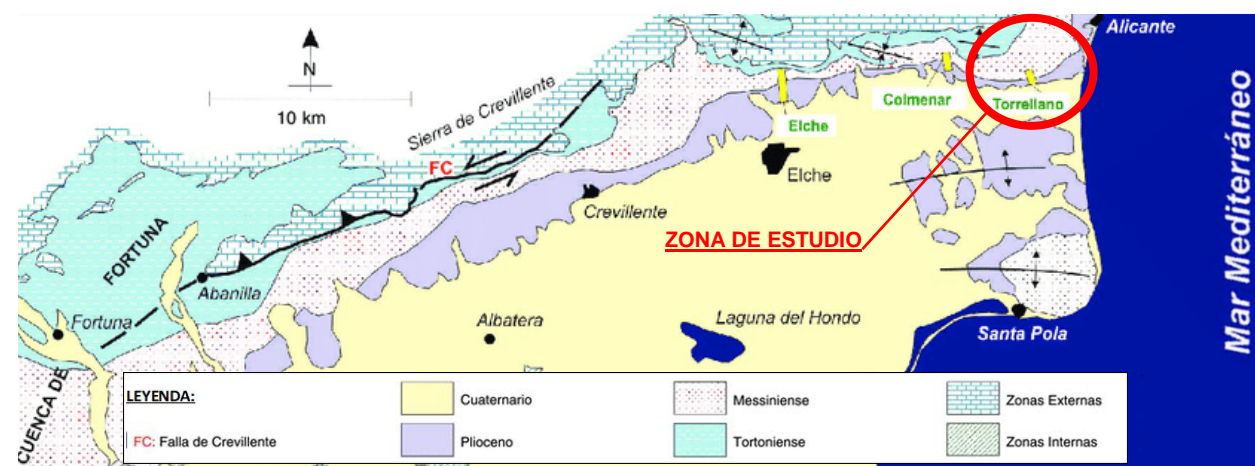 Alicante
N
10 km
Sierra de Crevillente
FC
Colmenar
Torrellano
Elche
Elche
Crevillente
ZONA DE ESTUDIO
Mar Mediterráneo
FORTUNA
Abanilla
Fortuna
Albatera
Laguna del Hondo
Santa Pola
CUENCA DE
LEYENDA:
Cuaternario
Messiniense
Zonas Externas
FC: Falla de Crevillente
Plioceno
Tortoniense
Zonas Internas